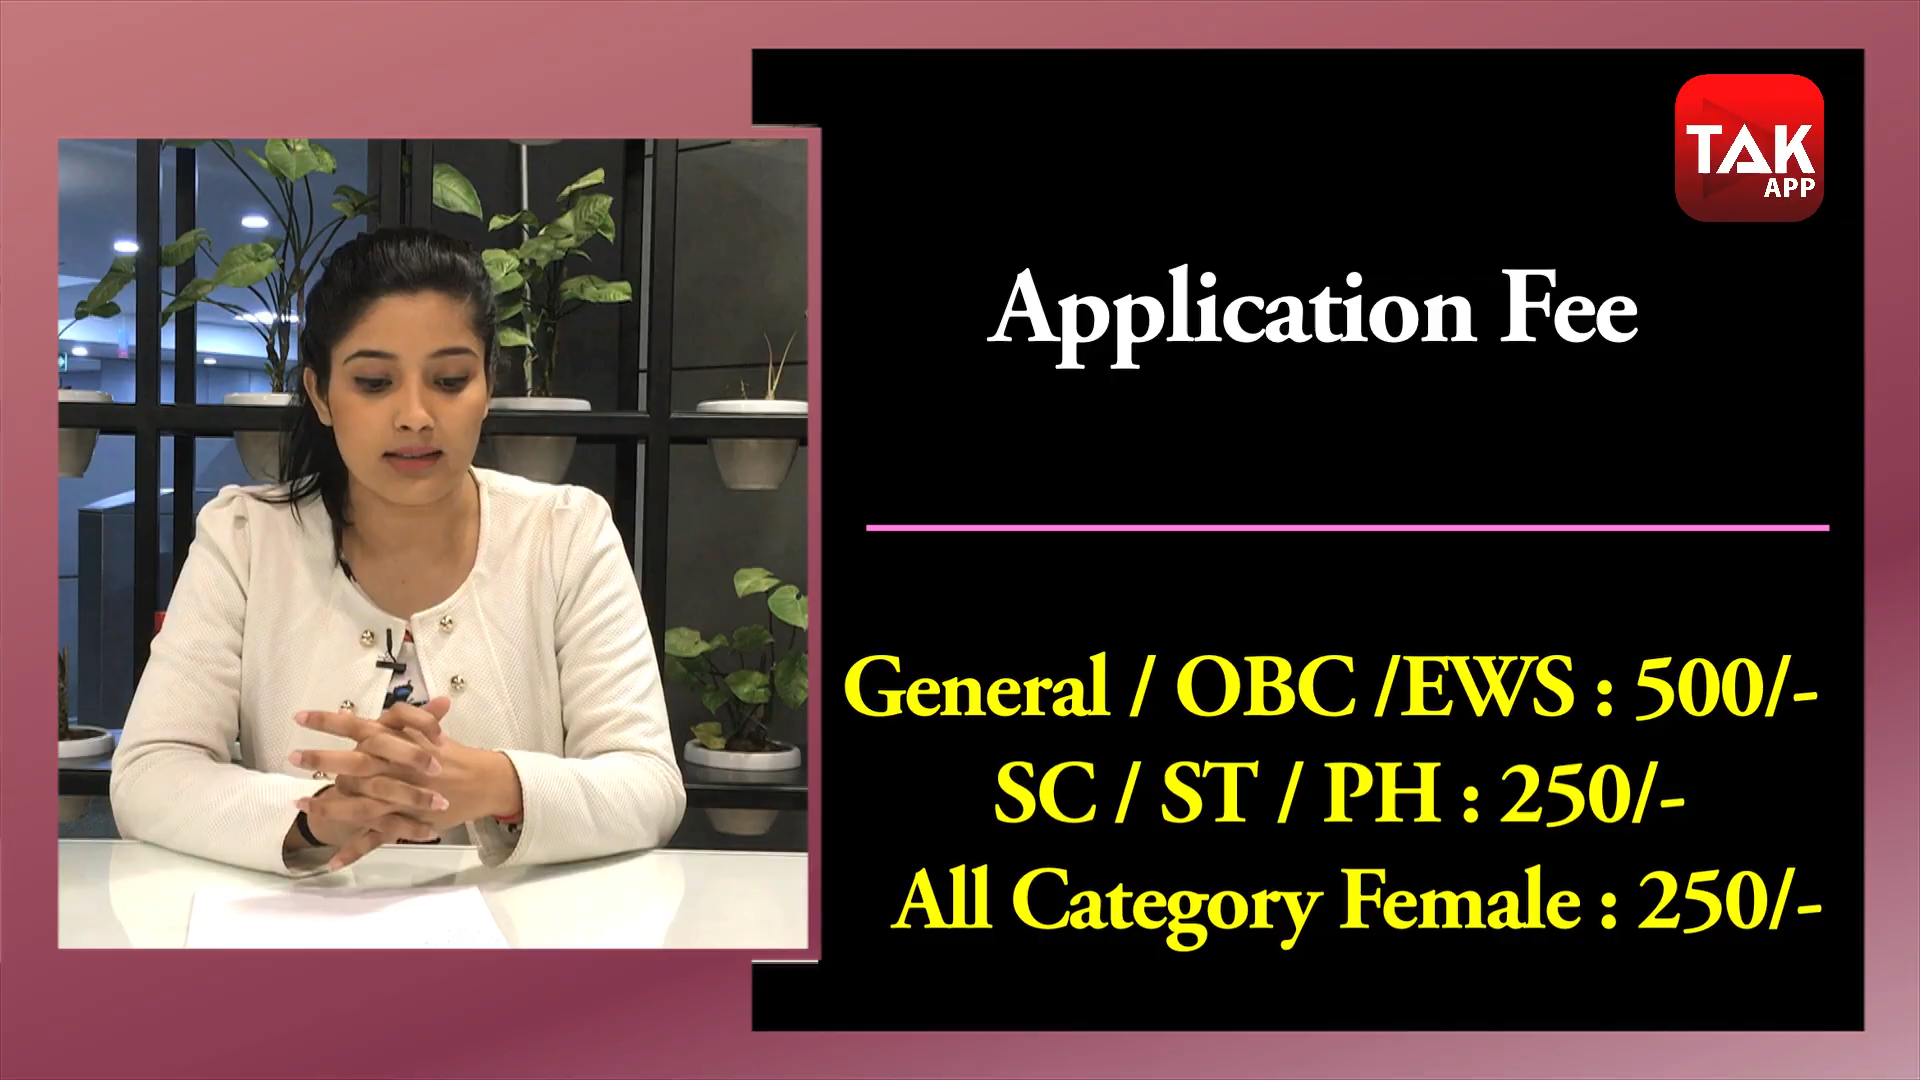 TAK
APP
Application Fee
General / OBC /EWS : 500/-
SC / ST / PH : 250/-
All Category Female : 250/-